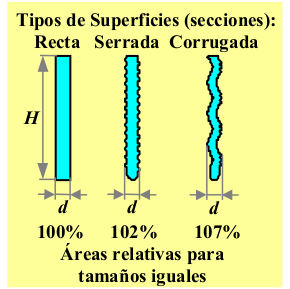 Tipos de Superficies (secciones):
Recta Serrada Corrugada
H
d d d
100% 102% 107%
Áreas relativas para
tamaños iguales